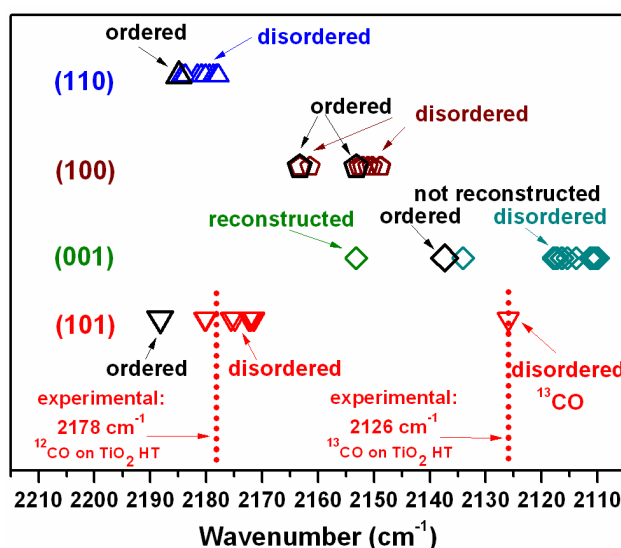 ordered
disordered
(110)
ordered
disordered
(100)
not reconstructed
reconstructed
ordered
disordered
(001)
(101)
ordered
disordered
disordered
¹³CO
experimental:
2178 cm⁻¹
¹²CO on TiO₂ HT
experimental:
2126 cm⁻¹
¹³CO on TiO₂ HT
2210 2200 2190 2180 2170 2160 2150 2140 2130 2120 2110
Wavenumber (cm⁻¹)